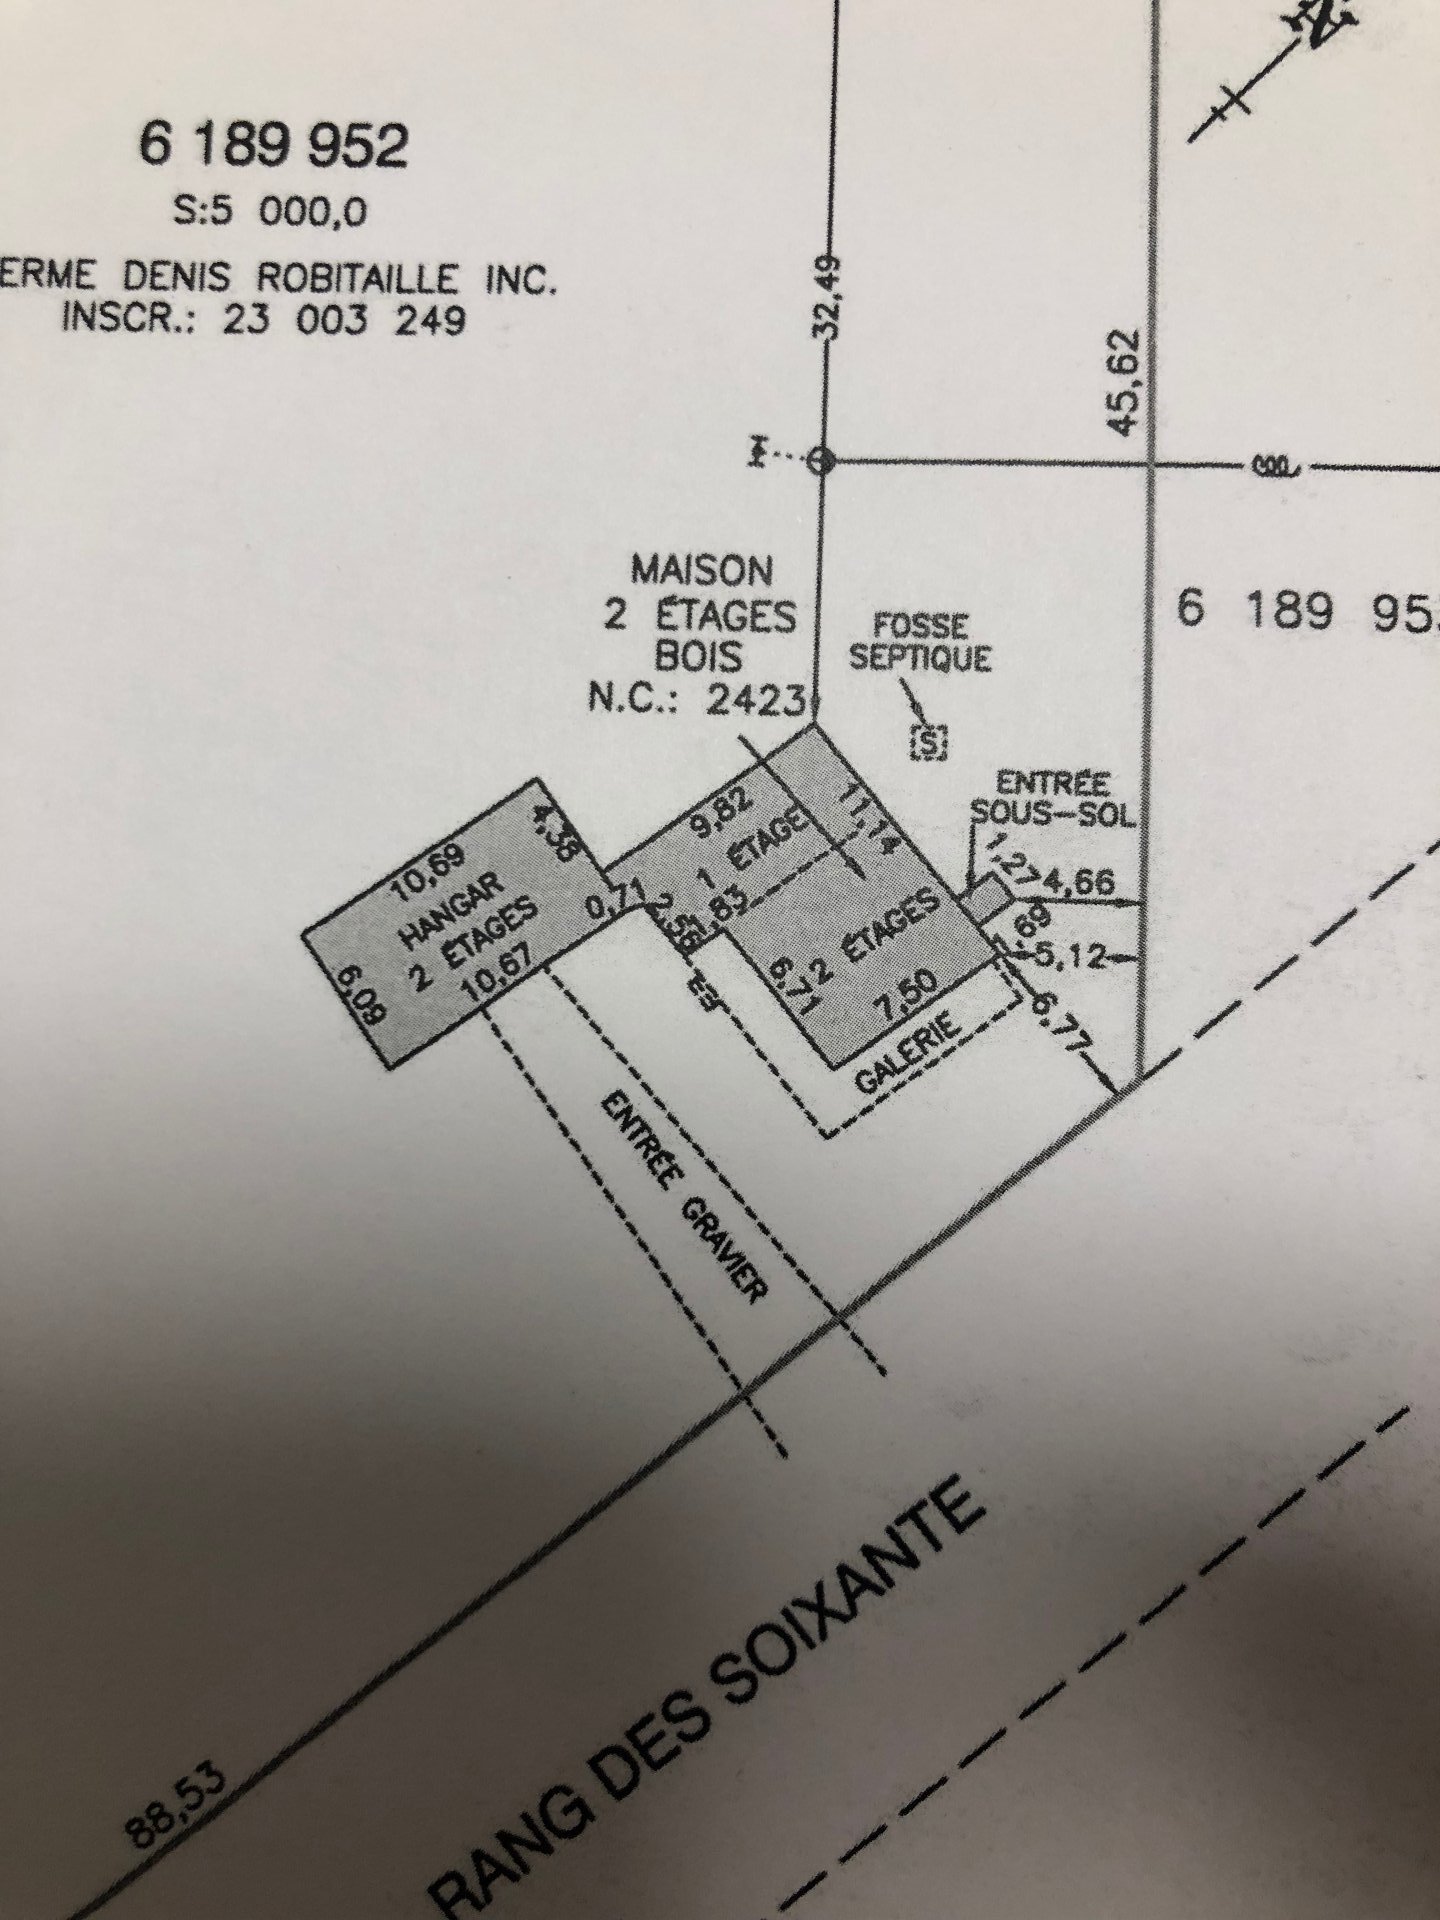 N
6 189 952
S:5 000,0
ERME DENIS ROBITAILLE INC.
INSCR.: 23 003 249
32,49
45,62
MAISON
2 ÉTAGES
BOIS
N.C.: 2423
FOSSE
SEPTIQUE
S
6 189 95
ENTRÉE
SOUS-SOL
1,27
4,66
1,69
5,12
6,77
9,82
11,14
1 ÉTAGE
4,38
10,69
HANGAR
2 ÉTAGES
10,67
6,09
0,71
2,56
1,83
2 ÉTAGES
6,71
7,50
GALERIE
ENTRÉE GRAVIER
RANG DES SOIXANTE
88,53